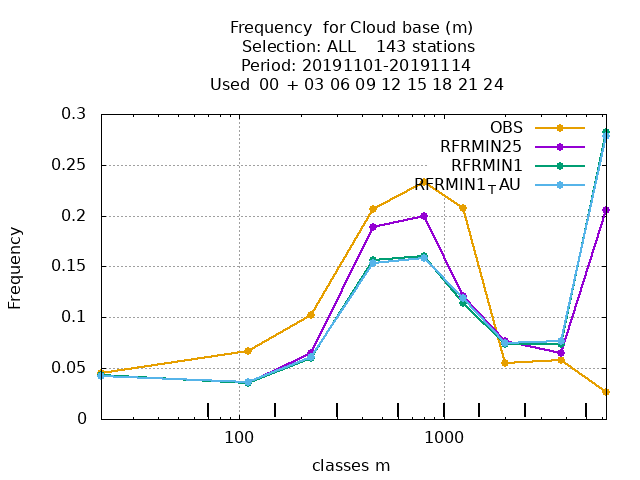 Frequency  for Cloud base (m)
Selection: ALL    143 stations
Period: 20191101-20191114
Used  00 + 03 06 09 12 15 18 21 24
0.3
0.25
0.2
0.15
0.1
0.05
0
Frequency
OBS
RFRMIN25
RFRMIN1
RFRMIN1TAU
100
1000
classes m